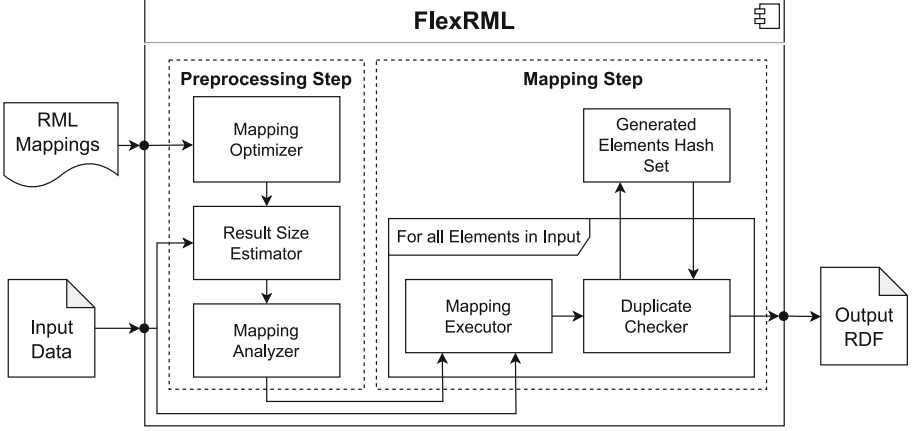 FlexRML
Preprocessing Step
Mapping Step
RML
Mappings
Mapping
Optimizer
Generated
Elements Hash
Set
Result Size
Estimator
For all Elements in Input
Input
Data
Mapping
Analyzer
Mapping
Executor
Duplicate
Checker
Output
RDF